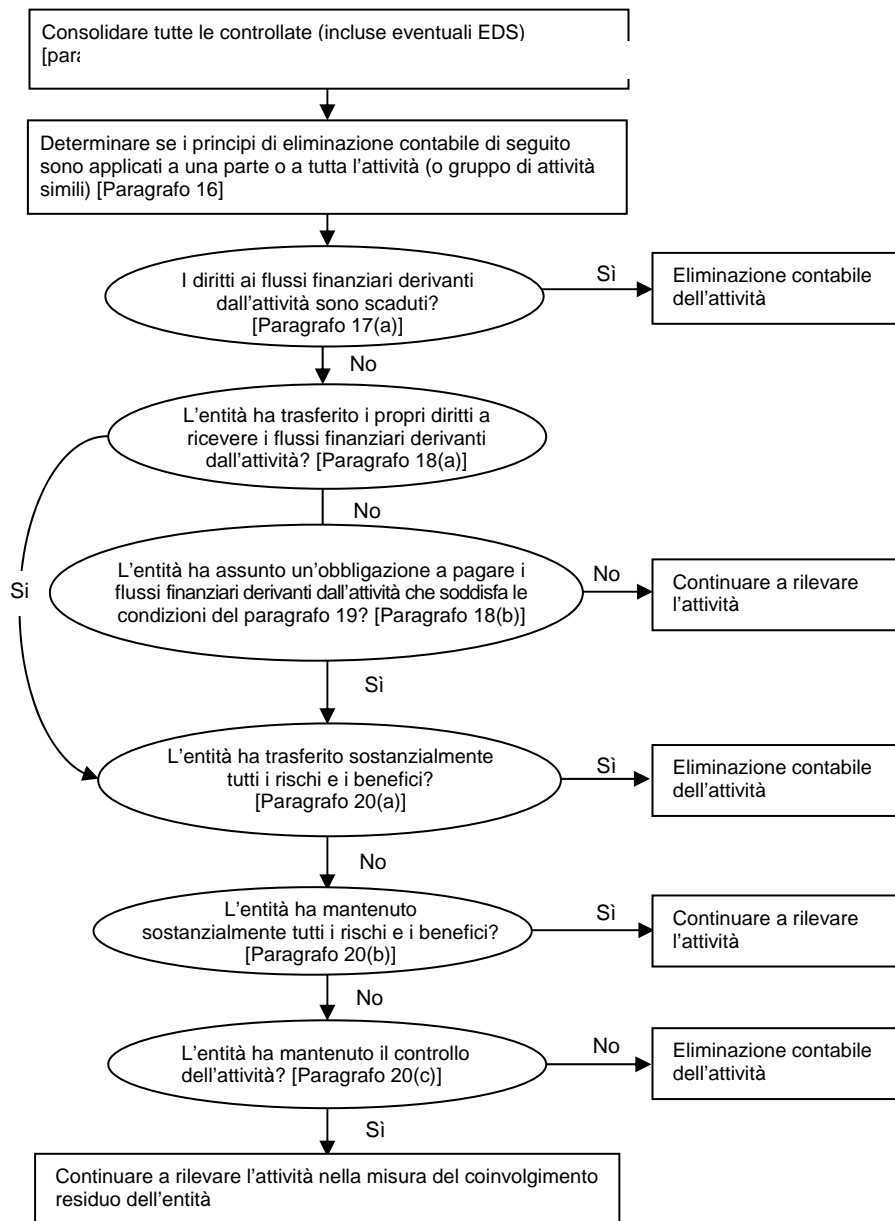 Consolidare tutte le controllate (incluse eventuali EDS)
Determinare se i principi di eliminazione contabile di seguito
sono applicati a una parte o a tutta l'attività (o gruppo di attività
simili) [Paragrafo 16]
I diritti ai flussi finanziari derivanti
dall'attività sono scaduti?
[Paragrafo 17(a)]
Sì
Eliminazione contabile
dell'attività
No
L'entità ha trasferito i propri diritti a
ricevere i flussi finanziari derivanti
dall'attività? [Paragrafo 18(a)]
No
Si
L'entità ha assunto un'obbligazione a pagare i
flussi finanziari derivanti dall'attività che soddisfa le
condizioni del paragrafo 19? [Paragrafo 18(b)]
No
Continuare a rilevare
l'attività
Sì
L'entità ha trasferito sostanzialmente
tutti i rischi e i benefici?
[Paragrafo 20(a)]
Sì
Eliminazione contabile
dell'attività
No
L'entità ha mantenuto
sostanzialmente tutti i rischi e i benefici?
[Paragrafo 20(b)]
Sì
Continuare a rilevare
l'attività
No
L'entità ha mantenuto il controllo
dell'attività? [Paragrafo 20(c)]
No
Eliminazione contabile
dell'attività
Sì
Continuare a rilevare l'attività nella misura del coinvolgimento
residuo dell'entità